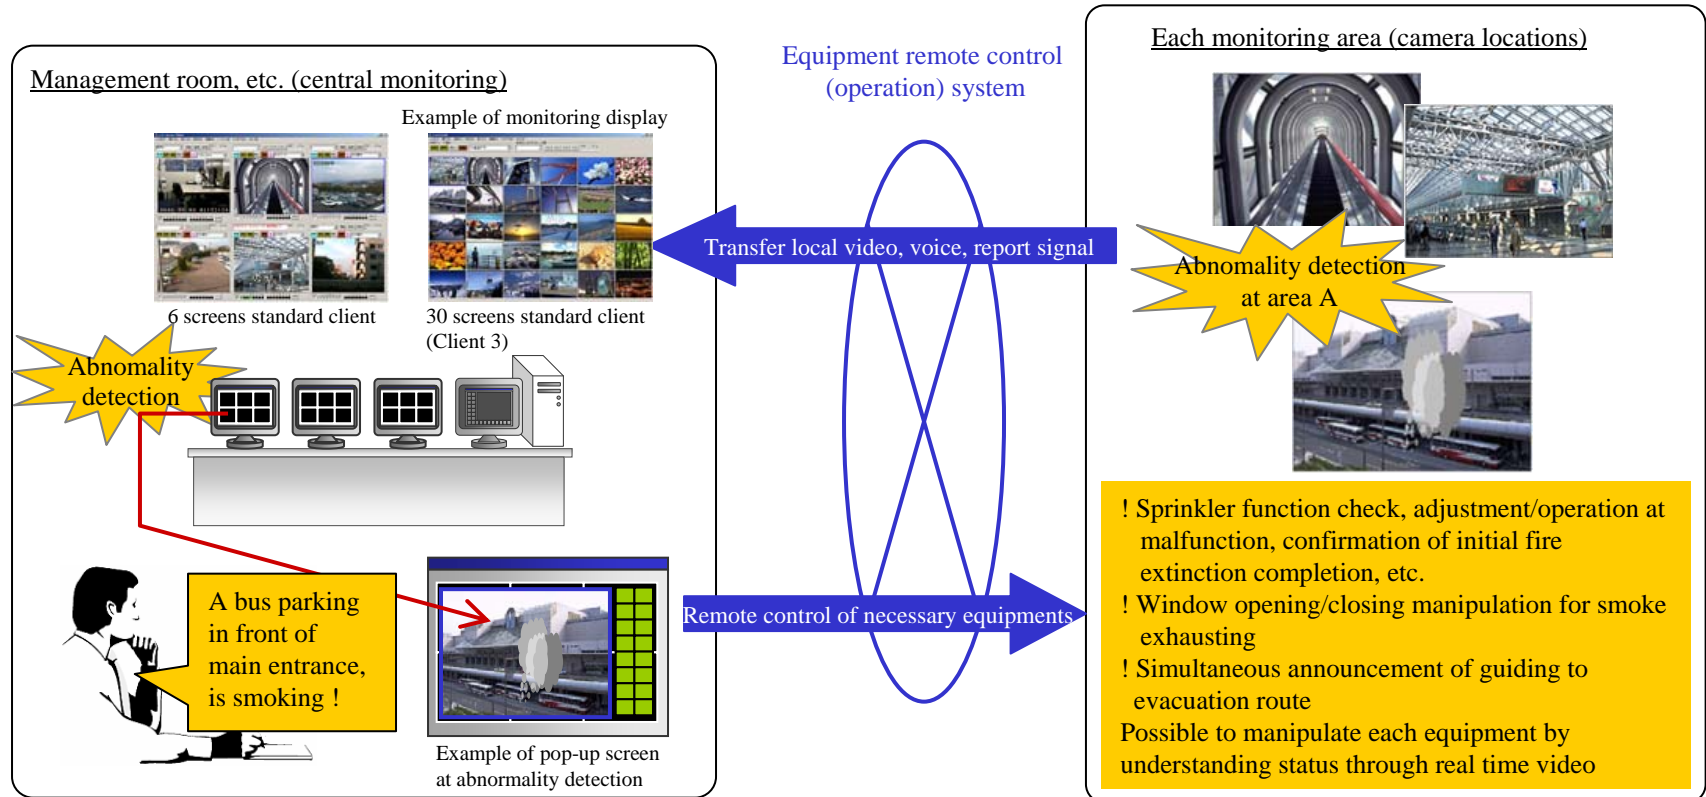 Management room, etc. (central monitoring)
Example of monitoring display
6 screens standard client
30 screens standard client
(Client 3)
Abnomality
detection
A bus parking
in front of
main entrance,
is smoking !
Example of pop-up screen
at abnormality detection
Equipment remote control
(operation) system
Transfer local video, voice, report signal
Remote control of necessary equipments
Each monitoring area (camera locations)
Abnomality detection
at area A
! Sprinkler function check, adjustment/operation at
malfunction, confirmation of initial fire
extinction completion, etc.
! Window opening/closing manipulation for smoke
exhausting
! Simultaneous announcement of guiding to
evacuation route
Possible to manipulate each equipment by
understanding status through real time video